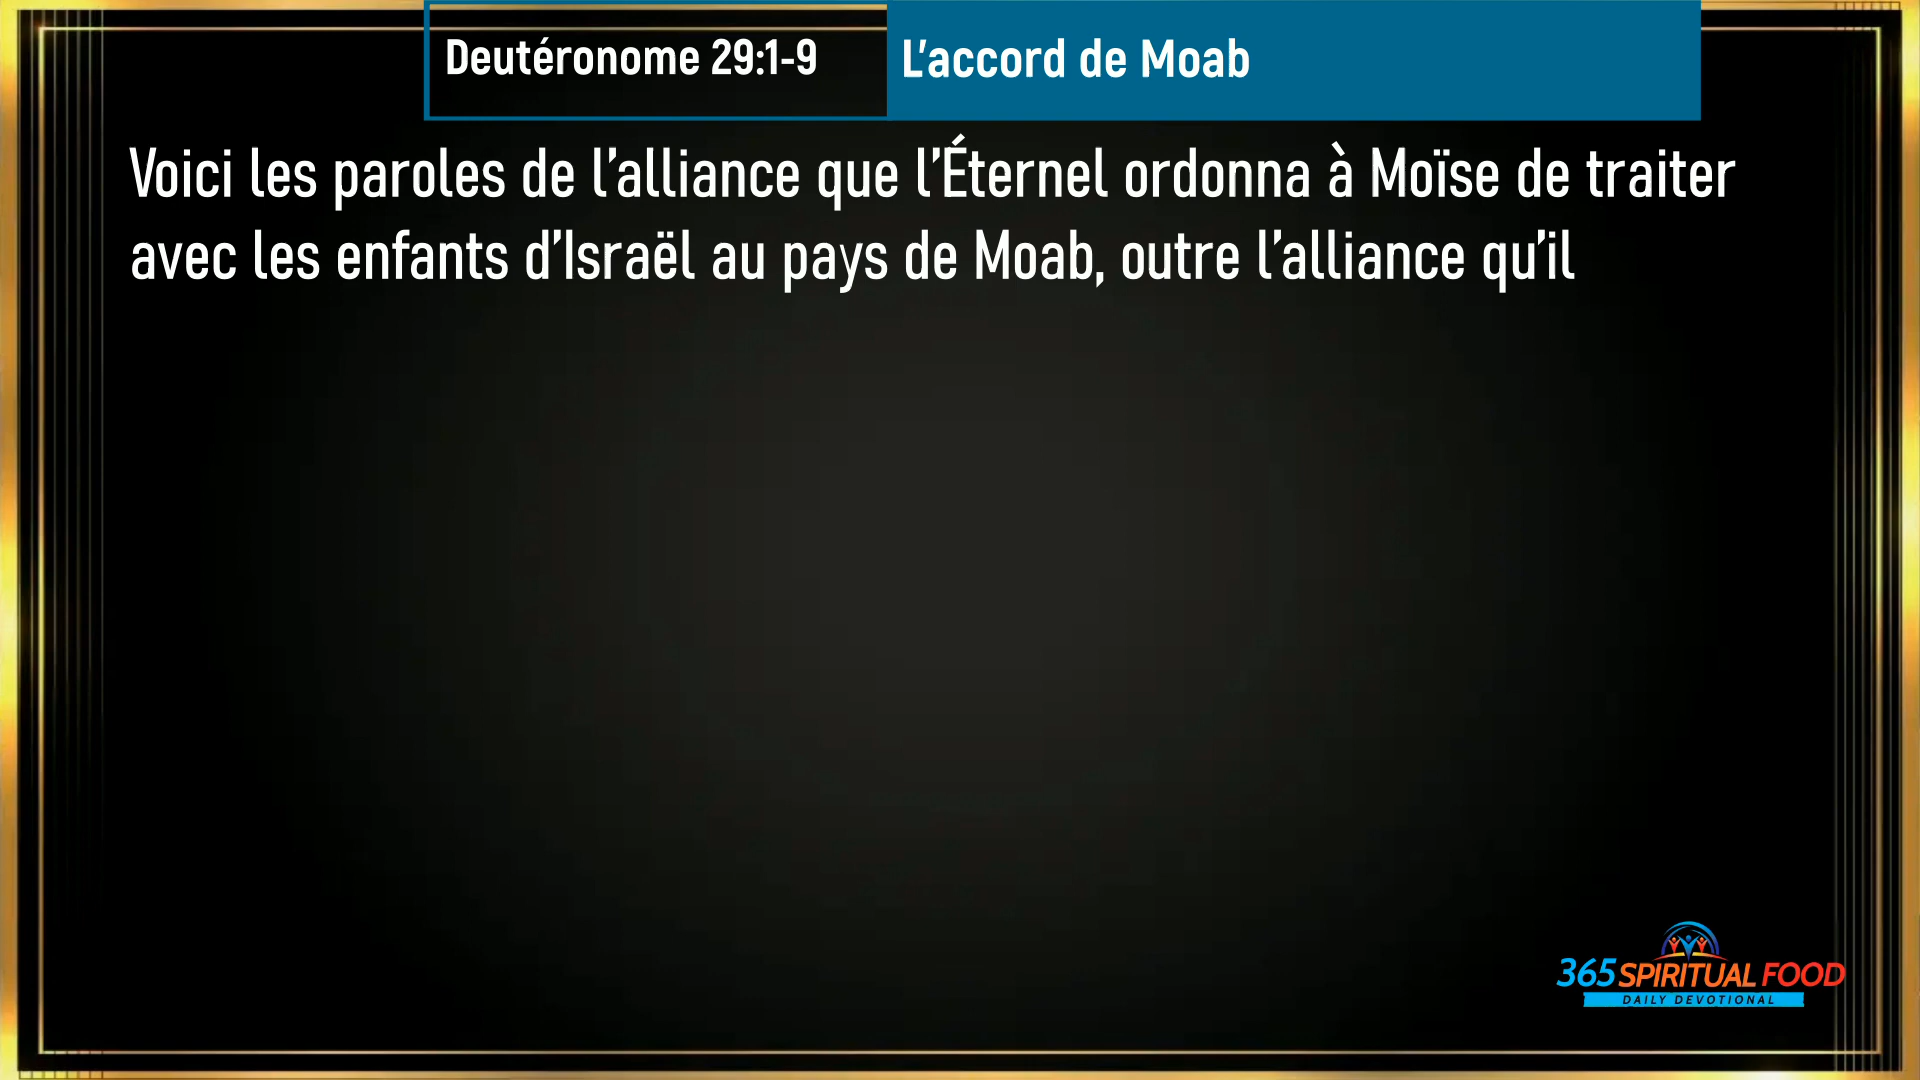 Deutéronome 29:1-9
L'accord de Moab
Voici les paroles de l'alliance que l'Éternel ordonna à Moïse de traiter
avec les enfants d'Israël au pays de Moab, outre l'alliance qu'il
365 SPIRITUAL FOOD
DAILY DEVOTIONAL